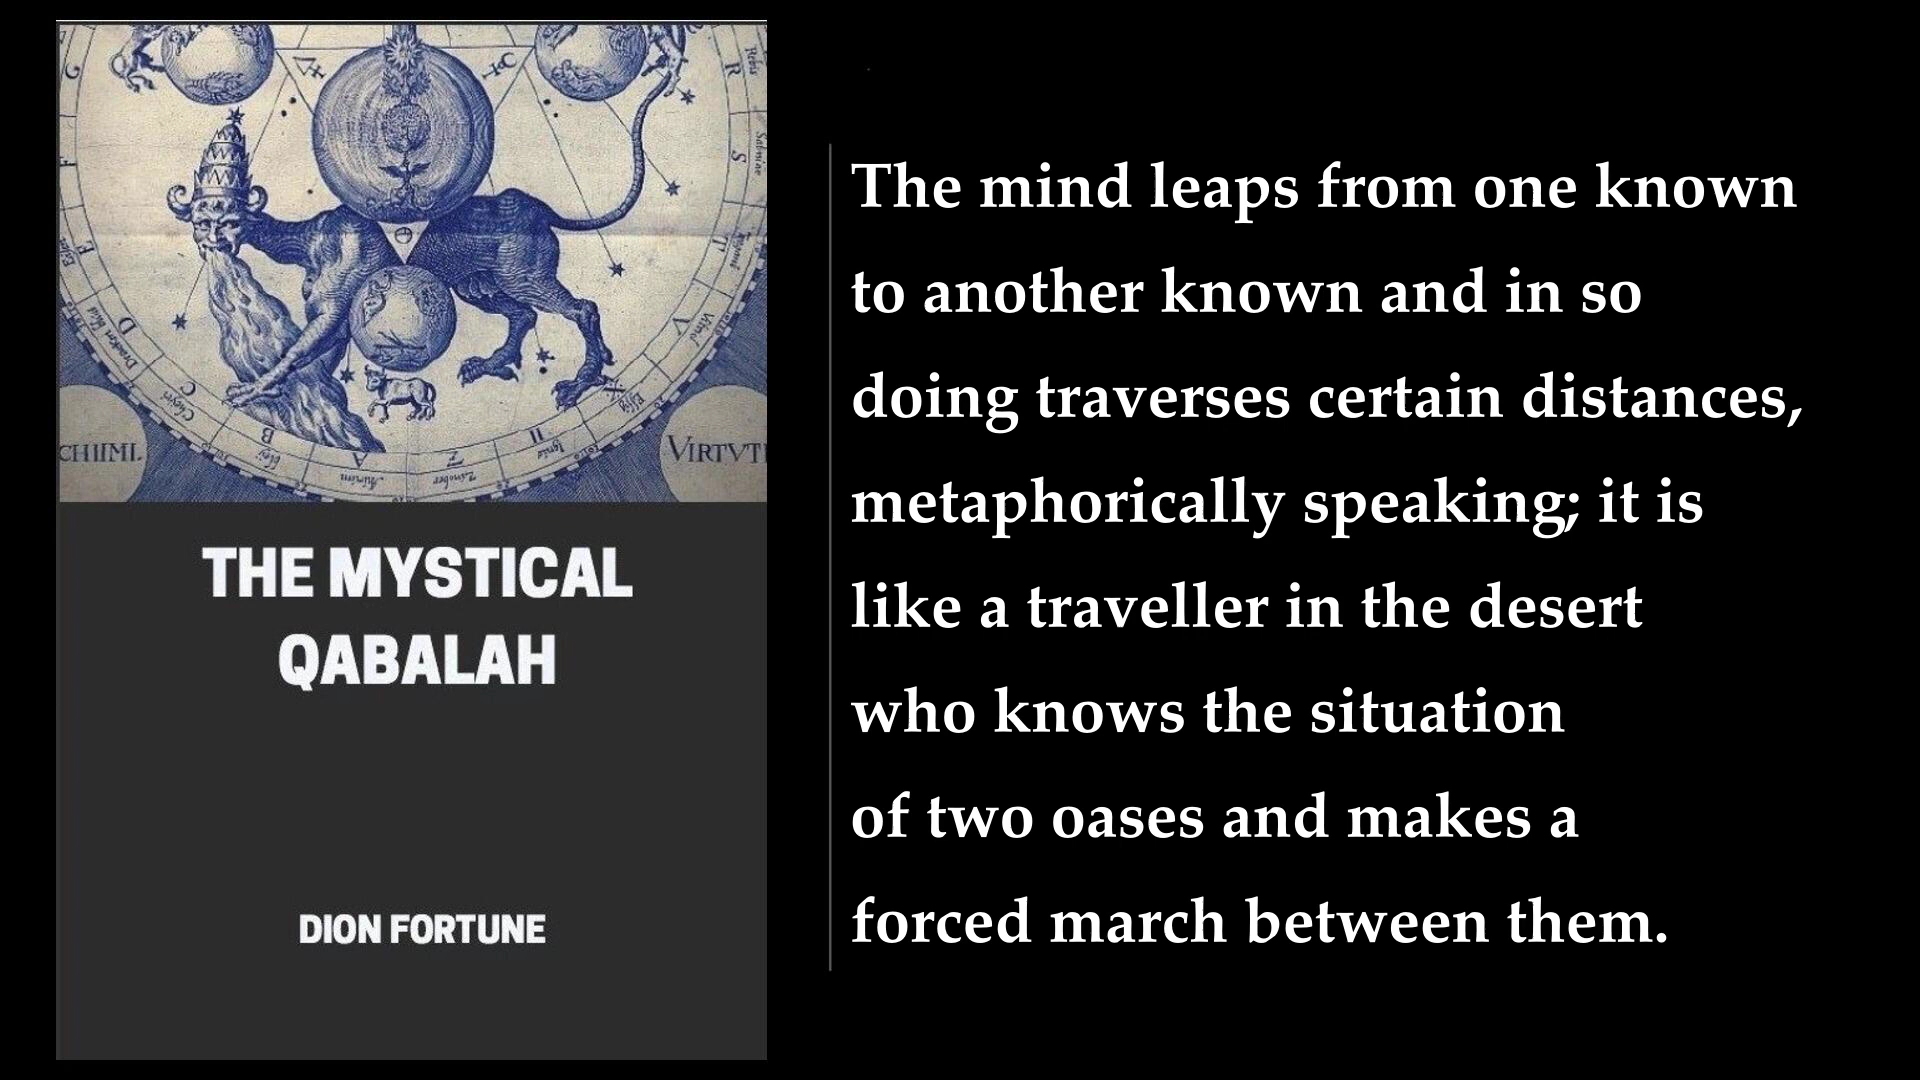 CHIIMI.
VIRTVTI
THE MYSTICAL
QABALAH
DION FORTUNE
The mind leaps from one known
to another known and in so
doing traverses certain distances,
metaphorically speaking; it is
like a traveller in the desert
who knows the situation
of two oases and makes a
forced march between them.